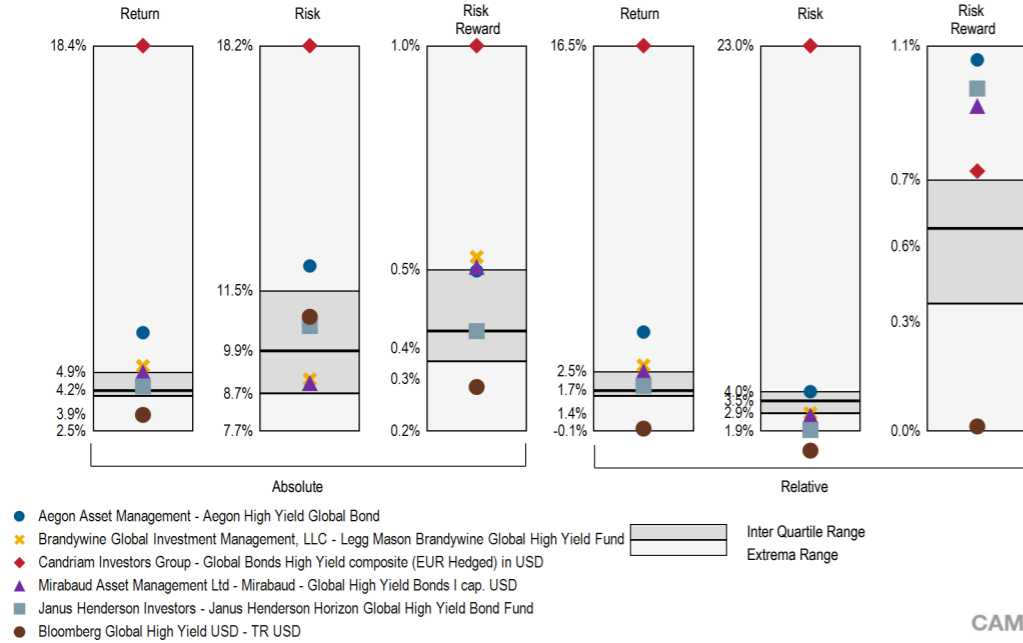 Return
Risk
Risk
Reward
Return
Risk
Risk
Reward
18.4%
4.9%
4.2%
3.9%
2.5%
18.2%
11.5%
9.9%
8.7%
7.7%
1.0%
0.5%
0.4%
0.3%
0.2%
16.5%
2.5%
1.7%
1.4%
-0.1%
23.0%
4.0%
3.5%
2.9%
1.9%
1.1%
0.7%
0.6%
0.3%
0.0%
Absolute
Relative
Aegon Asset Management - Aegon High Yield Global Bond
Brandywine Global Investment Management, LLC - Legg Mason Brandywine Global High Yield Fund
Candriam Investors Group - Global Bonds High Yield composite (EUR Hedged) in USD
Mirabaud Asset Management Ltd - Mirabaud - Global High Yield Bonds I cap. USD
Janus Henderson Investors - Janus Henderson Horizon Global High Yield Bond Fund
Bloomberg Global High Yield USD - TR USD
Inter Quartile Range
Extrema Range
CAM